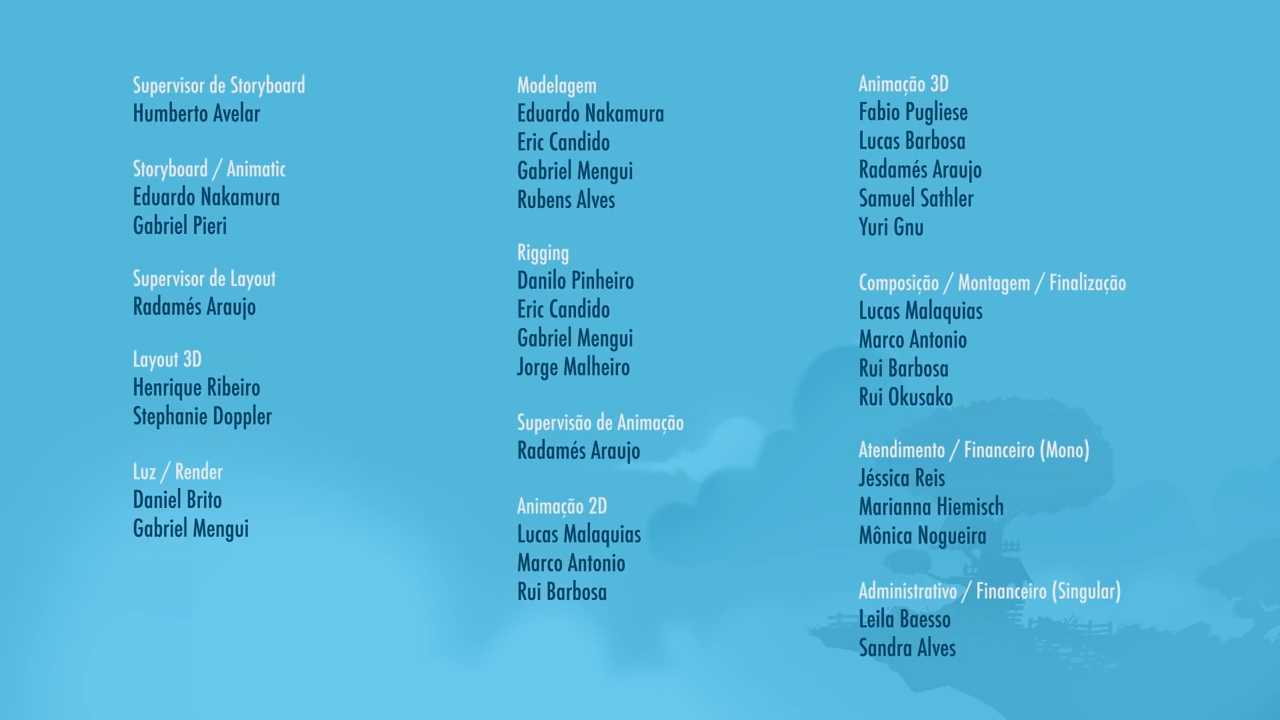 Supervisor de Storyboard
Humberto Avelar
Storyboard / Animatic
Eduardo Nakamura
Gabriel Pieri
Supervisor de Layout
Radamés Araujo
Layout 3D
Henrique Ribeiro
Stephanie Doppler
Luz / Render
Daniel Brito
Gabriel Mengui
Modelagem
Eduardo Nakamura
Eric Candido
Gabriel Mengui
Rubens Alves
Rigging
Danilo Pinheiro
Eric Candido
Gabriel Mengui
Jorge Malheiro
Supervisão de Animação
Radamés Araujo
Animação 2D
Lucas Malaquias
Marco Antonio
Rui Barbosa
Animação 3D
Fabio Pugliese
Lucas Barbosa
Radamés Araujo
Samuel Sathler
Yuri Gnu
Composição / Montagem / Finalização
Lucas Malaquias
Marco Antonio
Rui Barbosa
Rui Okusako
Atendimento / Financeiro (Mono)
Jéssica Reis
Marianna Hiemisch
Mônica Nogueira
Administrativo / Financeiro (Singular)
Leila Baesso
Sandra Alves